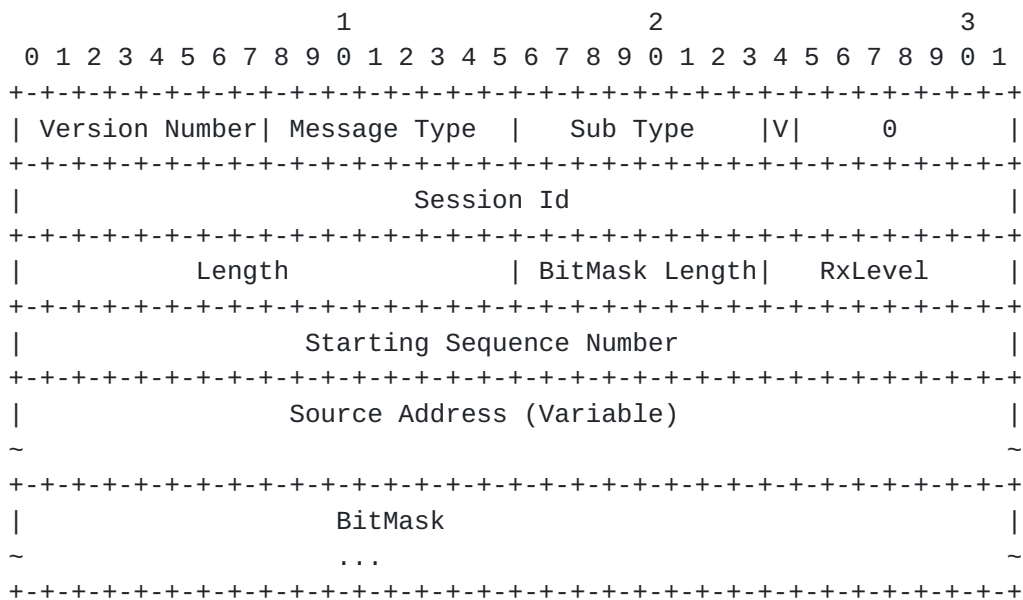 1                   2                   3
 0 1 2 3 4 5 6 7 8 9 0 1 2 3 4 5 6 7 8 9 0 1 2 3 4 5 6 7 8 9 0 1
+-+-+-+-+-+-+-+-+-+-+-+-+-+-+-+-+-+-+-+-+-+-+-+-+-+-+-+-+-+-+-+-+
| Version Number| Message Type  |   Sub Type    |V|     0       |
+-+-+-+-+-+-+-+-+-+-+-+-+-+-+-+-+-+-+-+-+-+-+-+-+-+-+-+-+-+-+-+-+
|                         Session Id                            |
+-+-+-+-+-+-+-+-+-+-+-+-+-+-+-+-+-+-+-+-+-+-+-+-+-+-+-+-+-+-+-+-+
|           Length              | BitMask Length|   RxLevel     |
+-+-+-+-+-+-+-+-+-+-+-+-+-+-+-+-+-+-+-+-+-+-+-+-+-+-+-+-+-+-+-+-+
|                  Starting Sequence Number                     |
+-+-+-+-+-+-+-+-+-+-+-+-+-+-+-+-+-+-+-+-+-+-+-+-+-+-+-+-+-+-+-+-+
|                 Source Address (Variable)                     |
~                                                               ~
+-+-+-+-+-+-+-+-+-+-+-+-+-+-+-+-+-+-+-+-+-+-+-+-+-+-+-+-+-+-+-+-+
|                    BitMask                                    |
~                    ...                                        ~
+-+-+-+-+-+-+-+-+-+-+-+-+-+-+-+-+-+-+-+-+-+-+-+-+-+-+-+-+-+-+-+-+